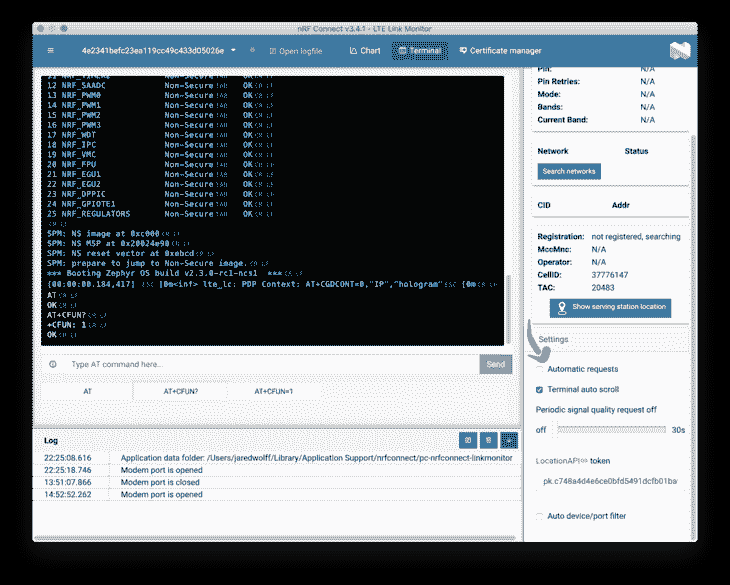 nRF Connect v3.4.1 - LTE Link Monitor
4e2341befc23ea119cc49c433d05026e
Open logfile
Chart
Terminal
Certificate manager
12 NRF_SAADC Non-Secure OK
13 NRF_PWM0 Non-Secure OK
14 NRF_PWM1 Non-Secure OK
15 NRF_PWM2 Non-Secure OK
16 NRF_PWM3 Non-Secure OK
17 NRF_WDT Non-Secure OK
18 NRF_IPC Non-Secure OK
19 NRF_VMC Non-Secure OK
20 NRF_FPU Non-Secure OK
21 NRF_EGU1 Non-Secure OK
22 NRF_EGU2 Non-Secure OK
23 NRF_DPPIC Non-Secure OK
24 NRF_GPIOTE1 Non-Secure OK
25 NRF_REGULATORS Non-Secure OK
SPM: NS image at 0xc000
SPM: NS MSP at 0x20024e90
SPM: NS reset vector at 0xebcd
SPM: prepare to jump to Non-Secure image.
*** Booting Zephyr OS build v2.3.0-rc1-ncs1 ***
[00:00:00.184,417] [0m<inf> lte_lc: PDP Context: AT+CGDCONT=0,"IP","hologram" [0m
AT
OK
AT+CFUN?
+CFUN: 1
OK
Type AT command here...
Send
AT
AT+CFUN?
AT+CFUN=1
Log
22:25:08.616 Application data folder: /Users/jaredwolff/Library/Application Support/nrfconnect/pc-nrfconnect-linkmonitor
22:25:18.746 Modem port is opened
13:51:07.866 Modem port is closed
14:52:52.262 Modem port is opened
Pin: N/A
Pin Retries: N/A
Mode: N/A
Bands: N/A
Current Band: N/A
Network Status
Search networks
CID Addr
Registration: not registered, searching
MccMnc: N/A
Operator: N/A
CellID: 37776147
TAC: 20483
Show serving station location
Settings
Automatic requests
Terminal auto scroll
Periodic signal quality request off
off 30s
LocationAPI token
pk.c748a4d4e6ce0bfd5491dcfb01ba
Auto device/port filter